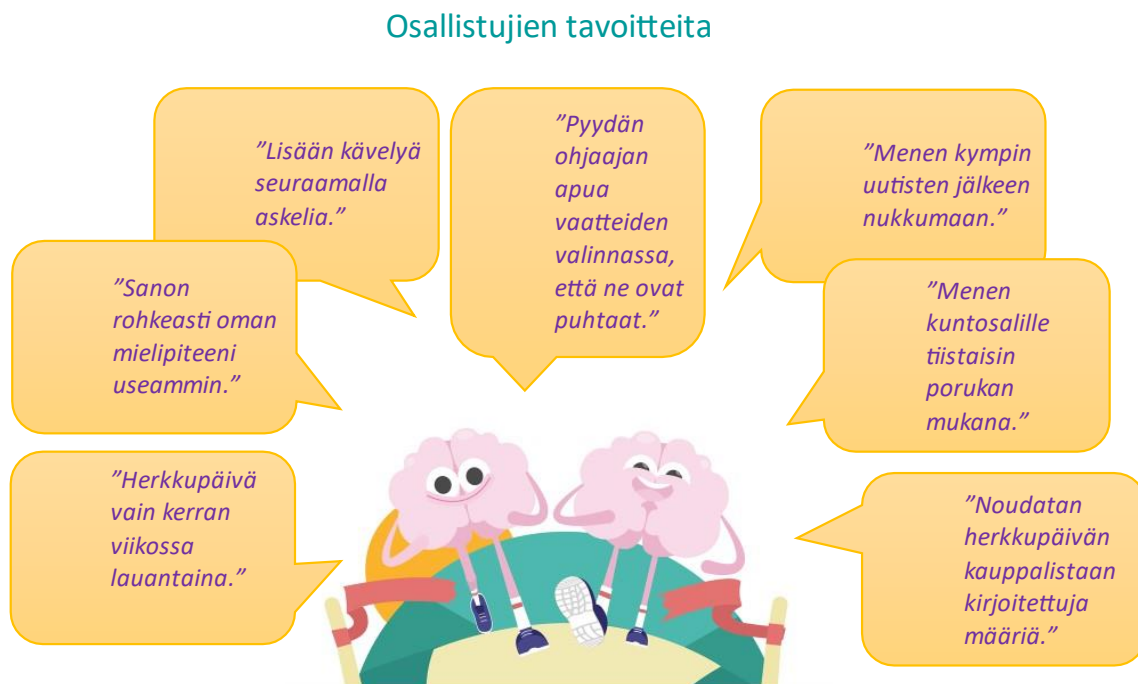 Osallistujien tavoitteita
”Lisään kävelyä
seuraamalla
askelia.”
”Pyydän
ohjaajan
apua
vaatteiden
valinnassa,
että ne ovat
puhtaat.”
”Menen kympin
uutisten jälkeen
nukkumaan.”
”Sanon
rohkeasti oman
mielipiteeni
useammin.”
”Menen
kuntosalille
tiistaisin
porukan
mukana.”
”Herkkupäivä
vain kerran
viikossa
lauantaina.”
”Noudatan
herkkupäivän
kauppalistaan
kirjoitettuja
määriä.”